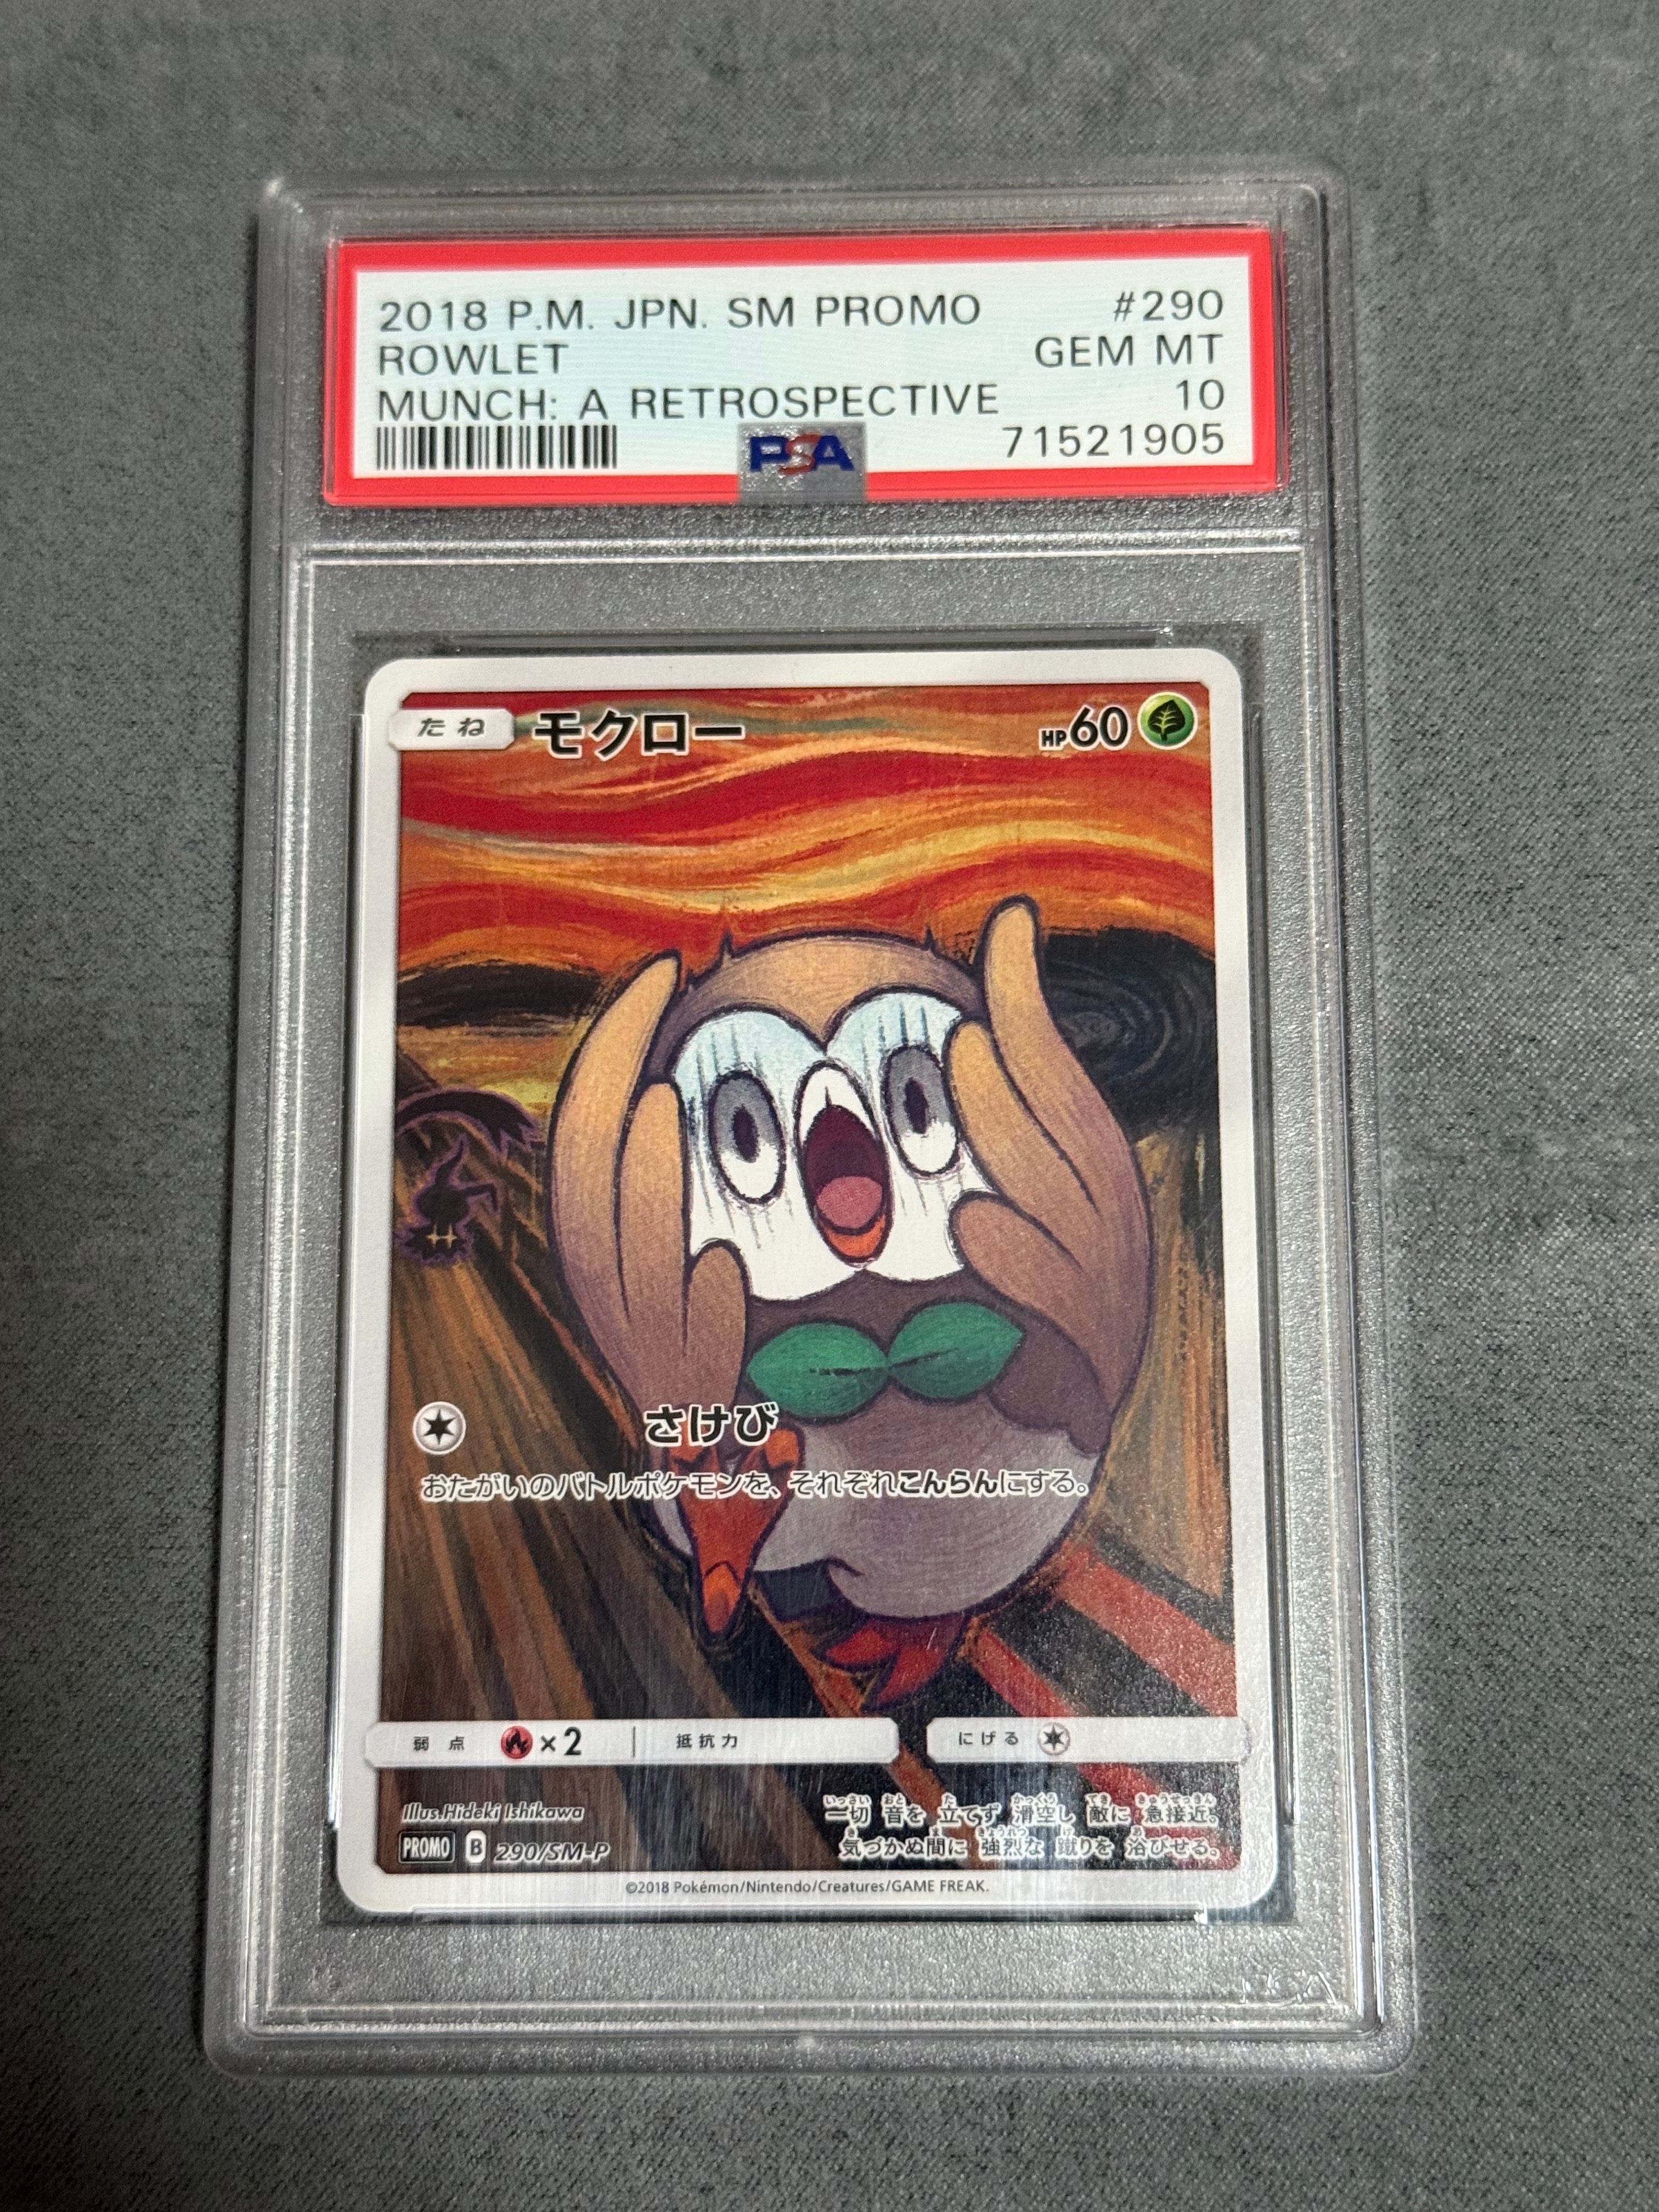 2018 P.M. JPN. SM PROMO #290
ROWLET GEM MT
MUNCH: A RETROSPECTIVE 10
PSA 71521905
たね モクロー HP60
さけび
おたがいのバトルポケモンを、それぞれこんらんにする。
弱点 ×2 抵抗力 にげる
Illus.Hideki Ishikawa
一切音を立てず滑空し敵に急接近。
PROMO B 290/SM-P
気づかぬ間に強烈な蹴りを浴びせる。
©2018 Pokémon/Nintendo/Creatures/GAME FREAK.
PSA